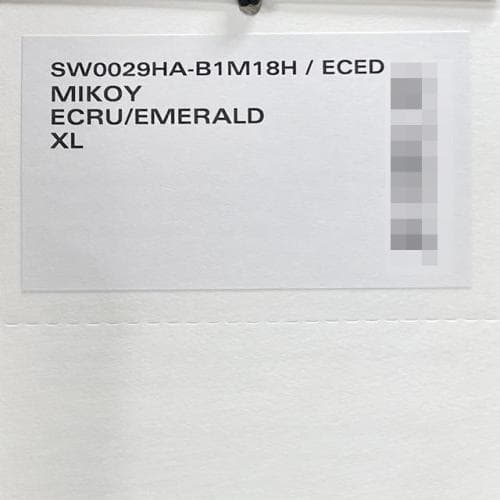 SW0029HA-B1M18H / ECED
MIKOY
ECRU/EMERALD
XL